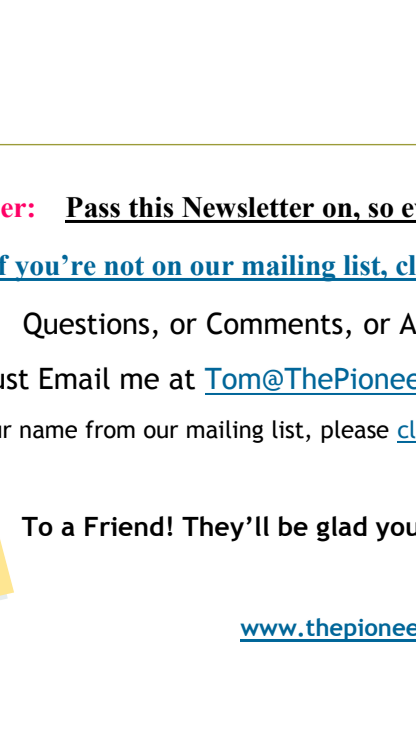 er: Pass this Newsletter on, so e
f you’re not on our mailing list, cl
Questions, or Comments, or A
ust Email me at Tom@ThePionee
r name from our mailing list, please cl
To a Friend! They’ll be glad you
www.thepionee